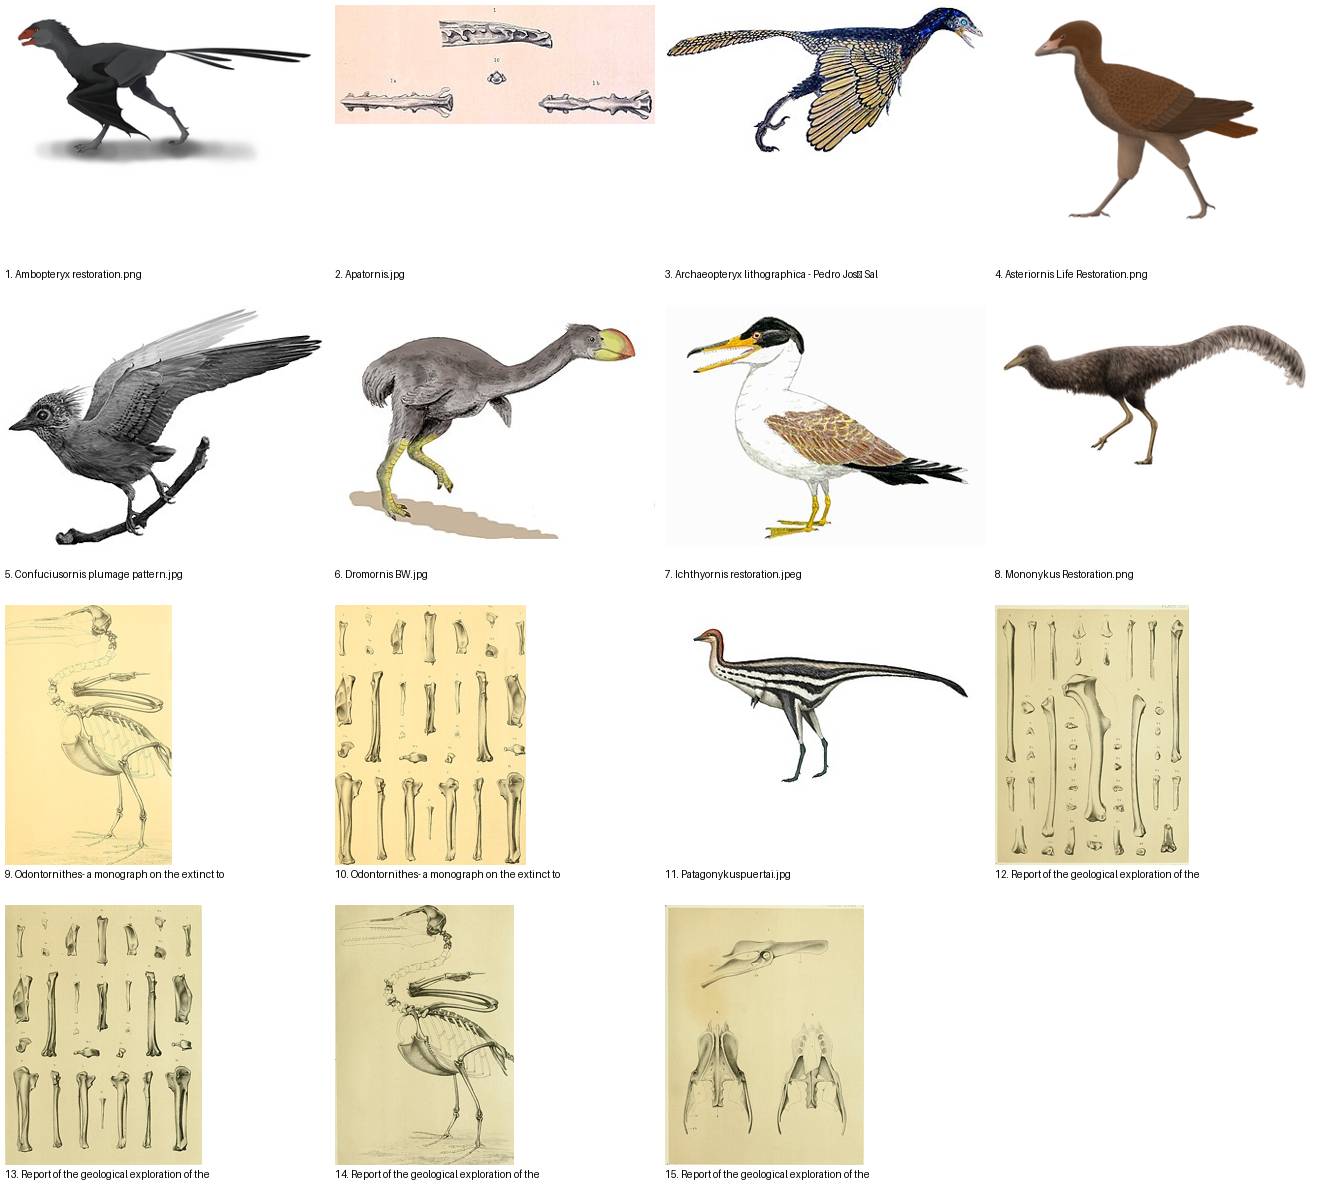 1. Ambopteryx restoration.png
2. Apatornis.jpg
3. Archaeopteryx lithographica - Pedro Jos Sal
4. Asteriornis Life Restoration.png
5. Confuciusornis plumage pattern.jpg
6. Dromornis BW.jpg
7. Ichthyornis restoration.jpeg
8. Mononykus Restoration.png
9. Odontornithes- a monograph on the extinct to
10. Odontornithes- a monograph on the extinct to
11. Patagonykuspuertai.jpg
12. Report of the geological exploration of the
13. Report of the geological exploration of the
14. Report of the geological exploration of the
15. Report of the geological exploration of the